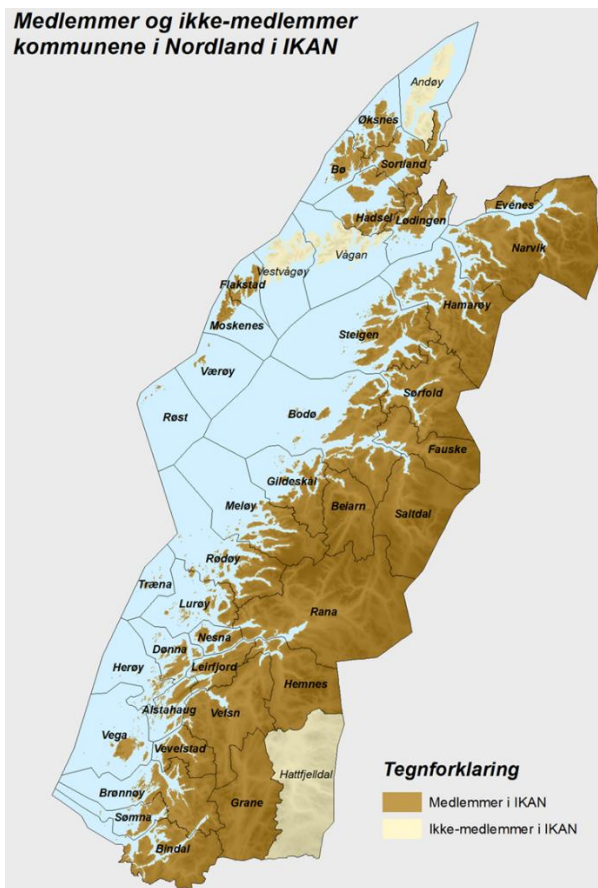 Medlemmer og ikke-medlemmer
kommunene i Nordland i IKAN
Andøy
Øksnes
Bø
Sortland
Hadsel
Lødingen
Evenes
Narvik
Vågan
Vestvågøy
Flakstad
Hamarøy
Moskenes
Steigen
Værøy
Sørfold
Røst
Bodø
Fauske
Gildeskål
Beiarn
Saltdal
Meløy
Rødøy
Træna
Lurøy
Rana
Nesna
Dønna
Herøy
Leirfjord
Hemnes
Alstahaug
Vefsn
Vega
Vevelstad
Hattfjelldal
Brønnøy
Grane
Sømna
Bindal
Tegnforklaring
Medlemmer i IKAN
Ikke-medlemmer i IKAN